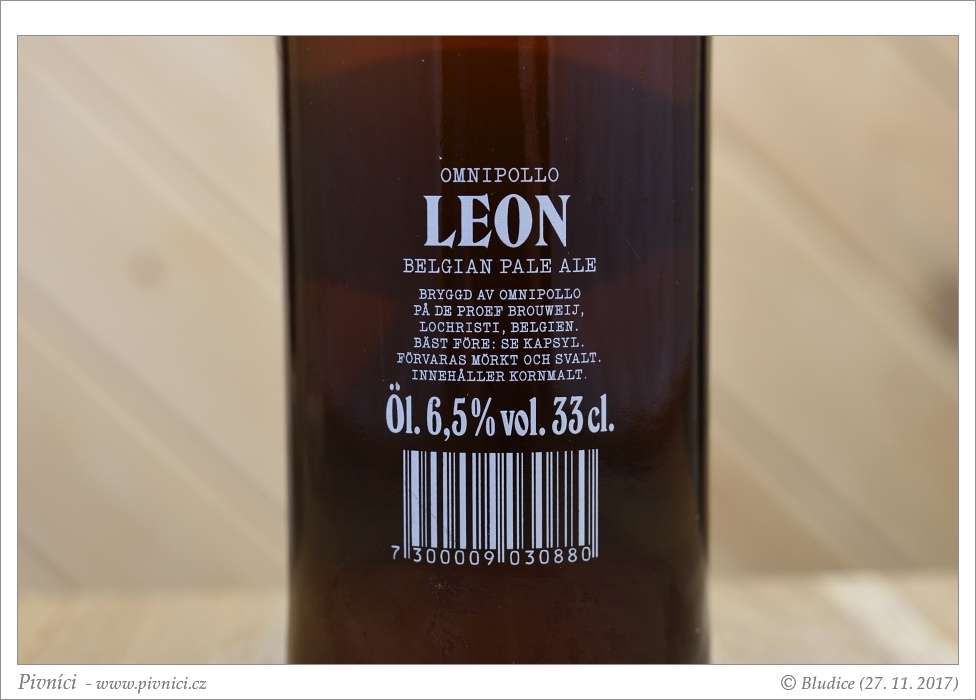 OMNIPOLLO
LEON
BELGIAN PALE ALE
BRYGGD AV OMNIPOLLO
PÅ DE PROEF BROUWEIJ,
LOCHRISTI, BELGIEN.
BÄST FÖRE: SE KAPSYL.
FÖRVARAS MÖRKT OCH SVALT.
INNEHÅLLER KORNMALT.
Öl. 6,5% vol. 33 cl.
7 300009 030880
Pivníci - www.pivnici.cz
© Bludice (27. 11. 2017)